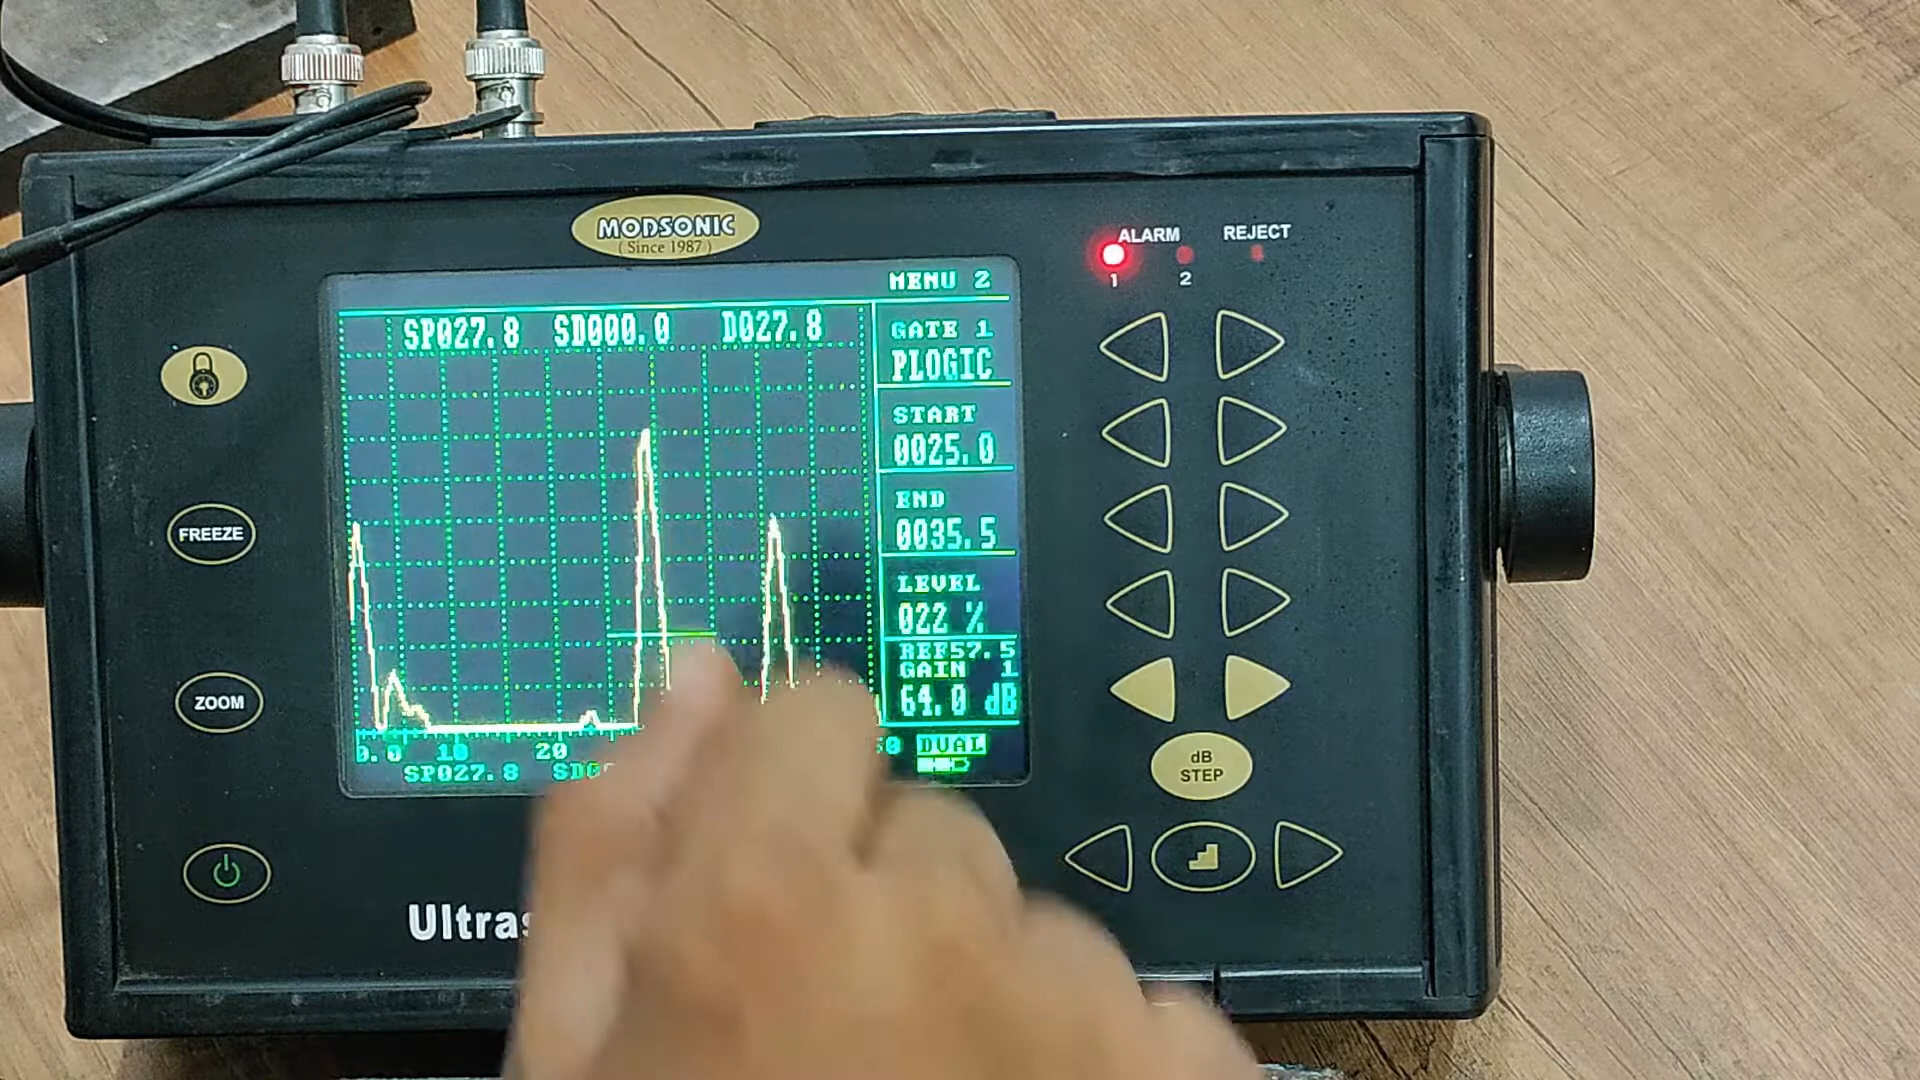 MODSONIC
( Since 1987 )
ALARM
REJECT
1
2
MENU 2
SP027.8 SD000.0 D027.8
GATE 1
PLOGIC
START
0025.0
END
0035.5
LEVEL
022 %
REF57.5
GAIN 1
64.0 dB
0.0 10 20
DUAL
SP027.8
FREEZE
ZOOM
dB
STEP